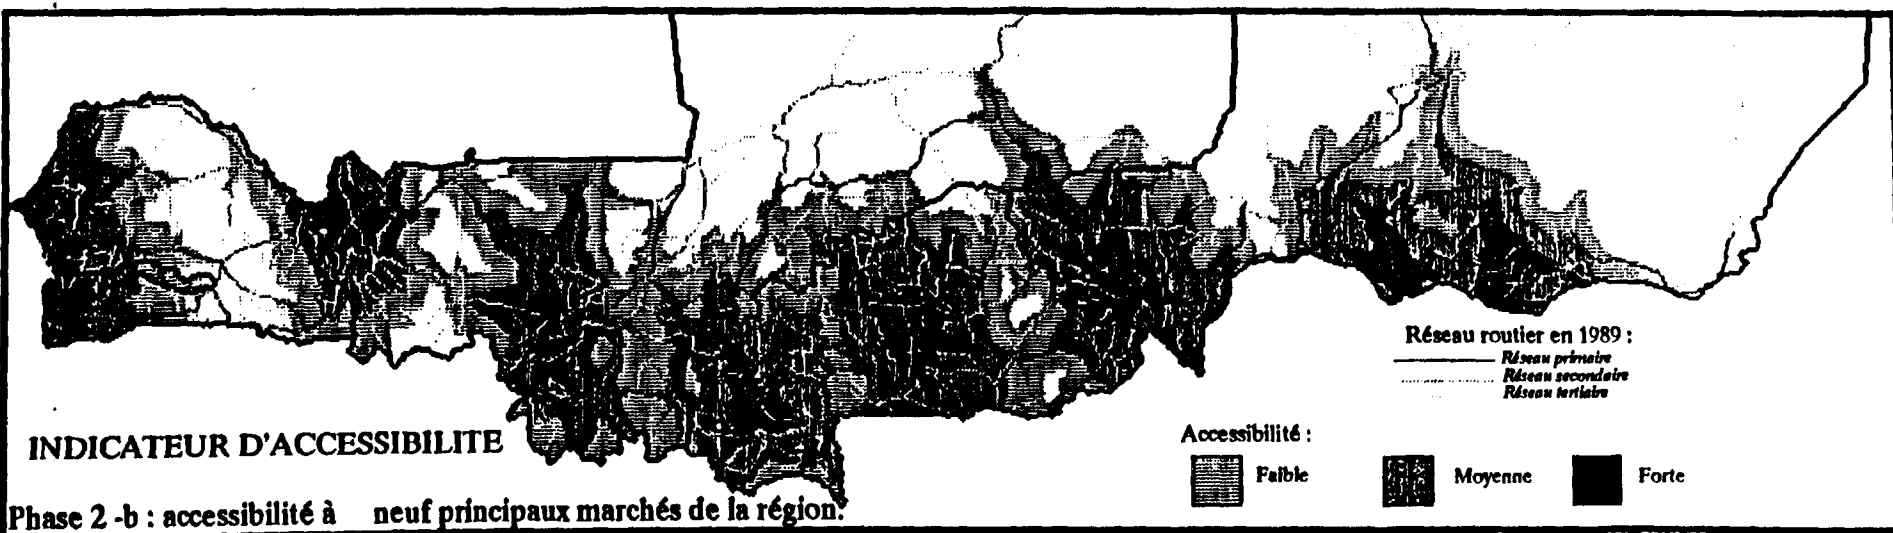 Réseau routier en 1989 :
Réseau primaire
Réseau secondaire
Réseau tertiaire
INDICATEUR D'ACCESSIBILITE
Accessibilité :
Faible
Moyenne
Forte
Phase 2 -b : accessibilité à neuf principaux marchés de la région.